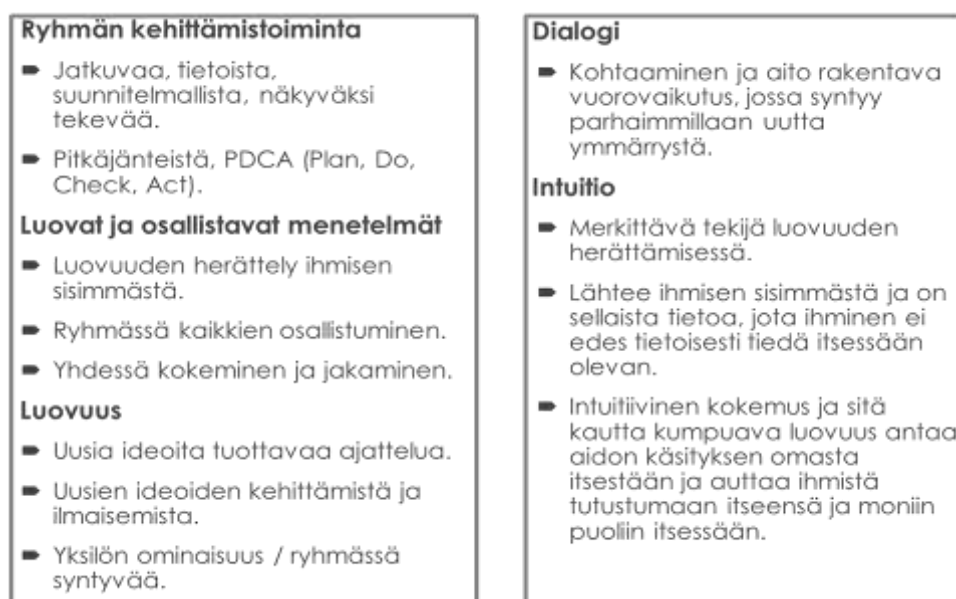 Ryhmän kehittämistoiminta
Jatkuvaa, tietoista,
suunnitelmallista, näkyväksi
tekevää.
Pitkäjänteistä, PDCA (Plan, Do,
Check, Act).
Luovat ja osallistavat menetelmät
Luovuuden herättely ihmisen
sisimmästä.
Ryhmässä kaikkien osallistuminen.
Yhdessä kokeminen ja jakaminen.
Luovuus
Uusia ideoita tuottavaa ajattelua.
Uusien ideoiden kehittämistä ja
ilmaisemista.
Yksilön ominaisuus / ryhmässä
syntyvää.
Dialogi
Kohtaaminen ja aito rakentava
vuorovaikutus, jossa syntyy
parhaimmillaan uutta
ymmärrystä.
Intuitio
Merkittävä tekijä luovuuden
herättämisessä.
Lähtee ihmisen sisimmästä ja on
sellaista tietoa, jota ihminen ei
edes tietoisesti tiedä itsessään
olevan.
Intuitiivinen kokemus ja sitä
kautta kumpuava luovuus antaa
aidon käsityksen omasta
itsestään ja auttaa ihmistä
tutustumaan itseensä ja moniin
puoliin itsessään.